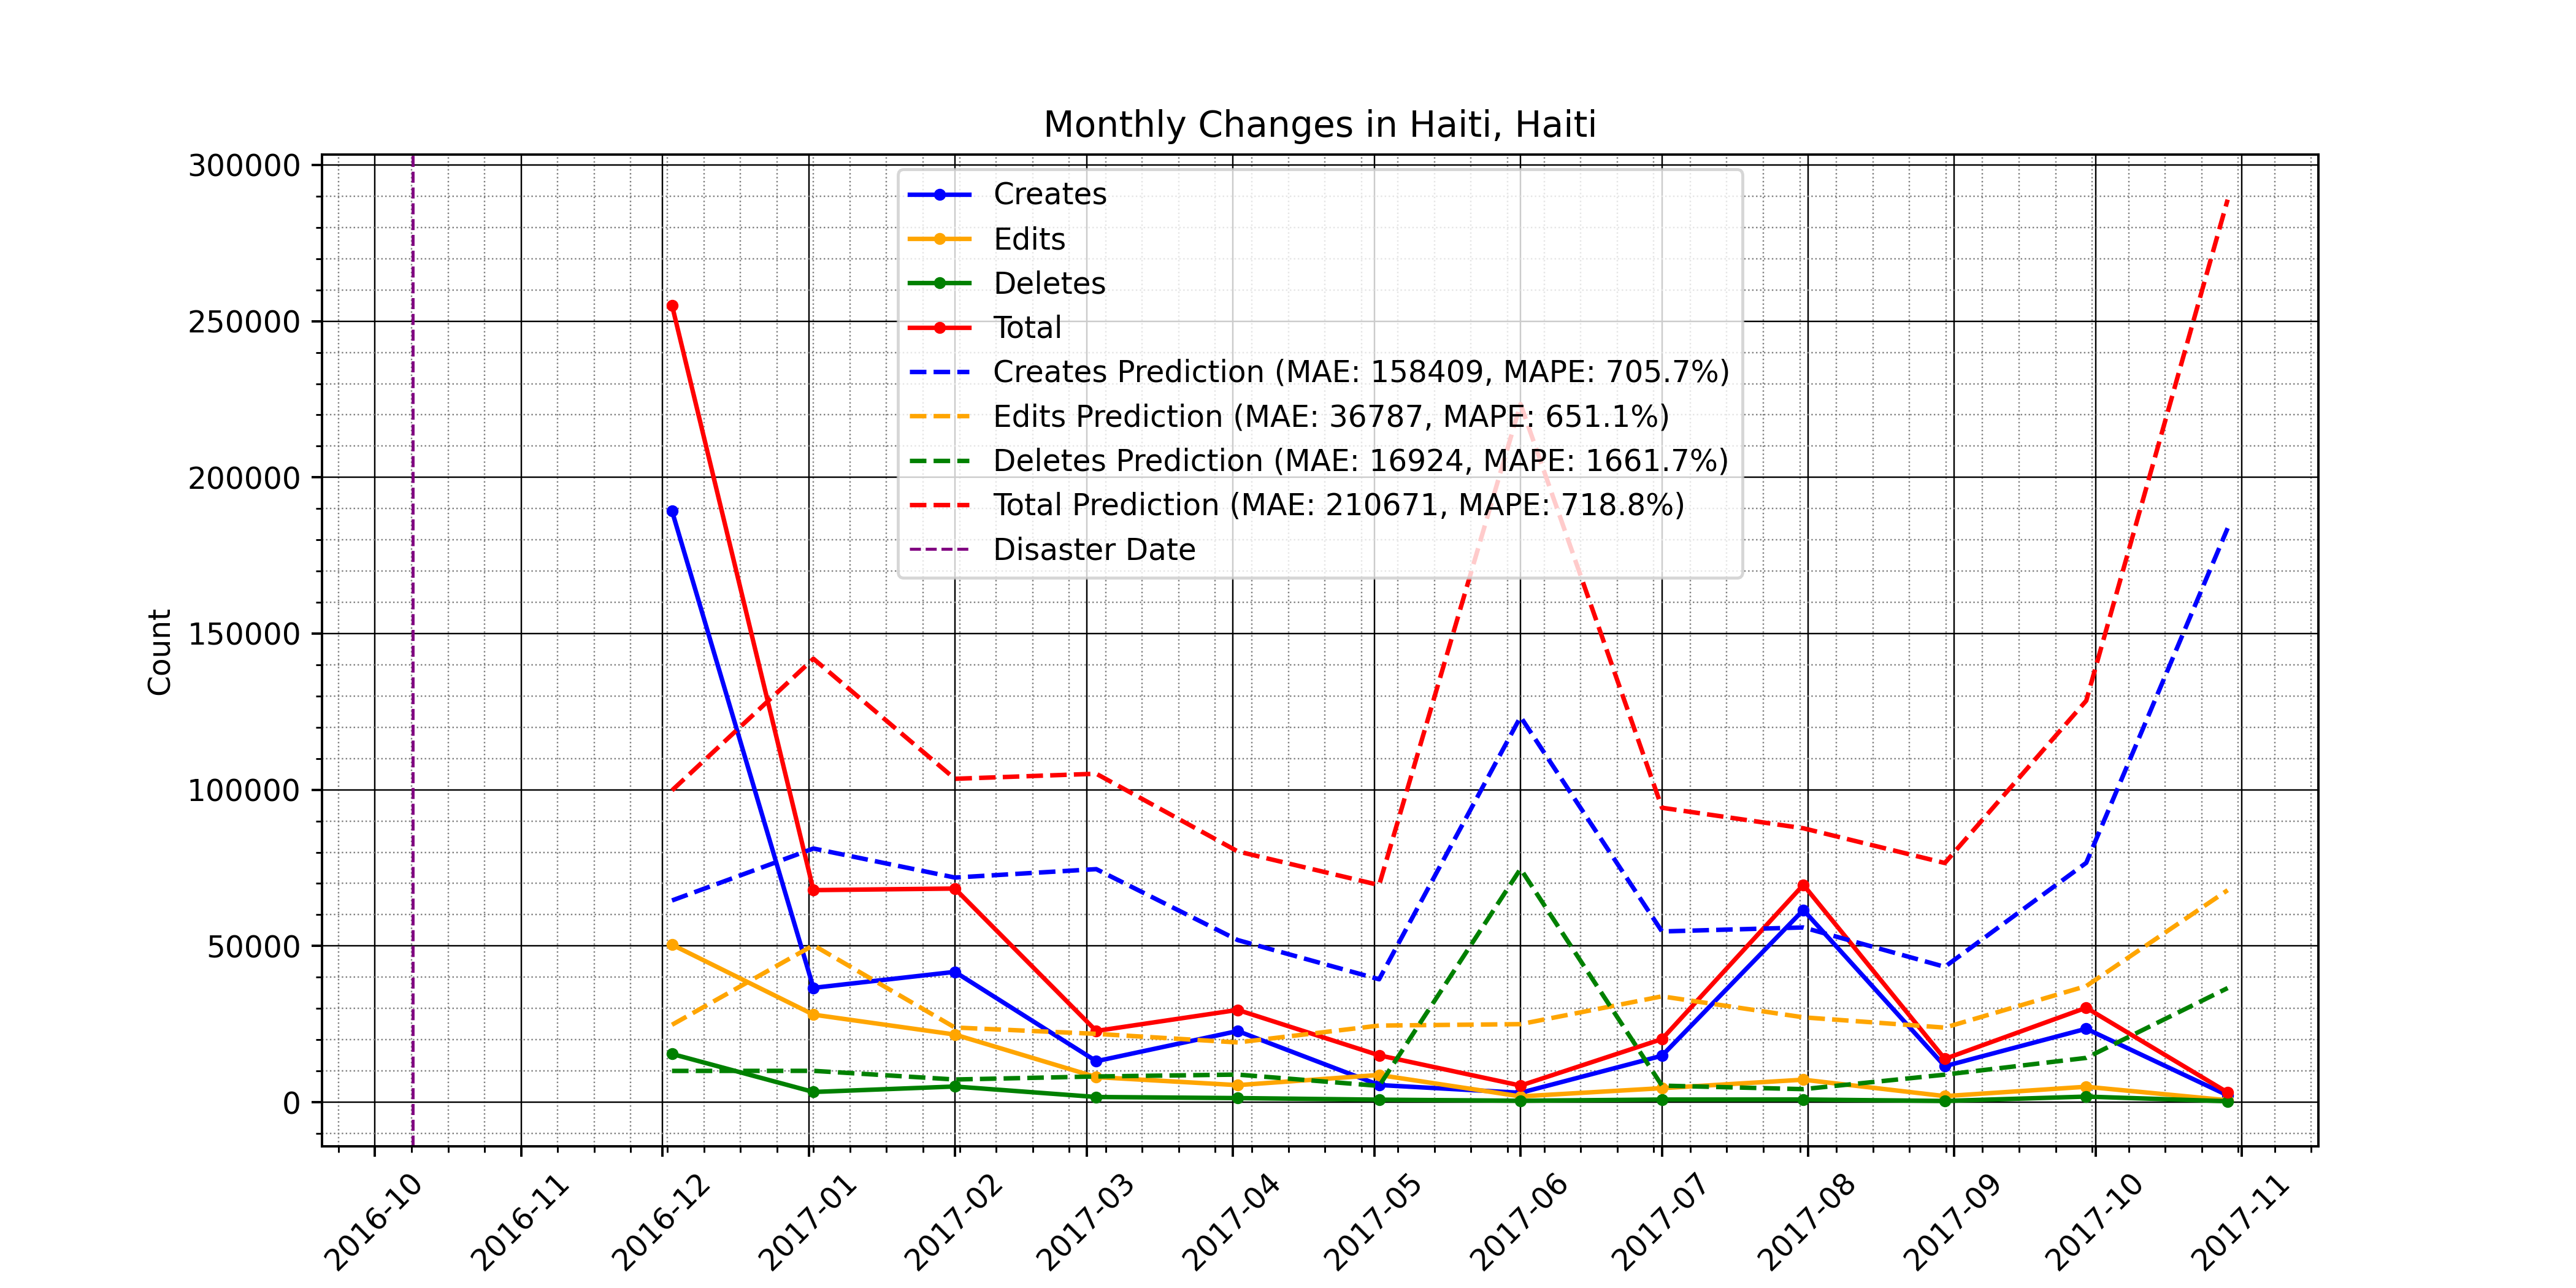 Monthly Changes in Haiti, Haiti
300000
250000
200000
150000
100000
50000
0
Count
Creates
Edits
Deletes
Total
Creates Prediction (MAE: 158409, MAPE: 705.7%)
Edits Prediction (MAE: 36787, MAPE: 651.1%)
Deletes Prediction (MAE: 16924, MAPE: 1661.7%)
Total Prediction (MAE: 210671, MAPE: 718.8%)
Disaster Date
2016-10
2016-11
2016-12
2017-01
2017-02
2017-03
2017-04
2017-05
2017-06
2017-07
2017-08
2017-09
2017-10
2017-11